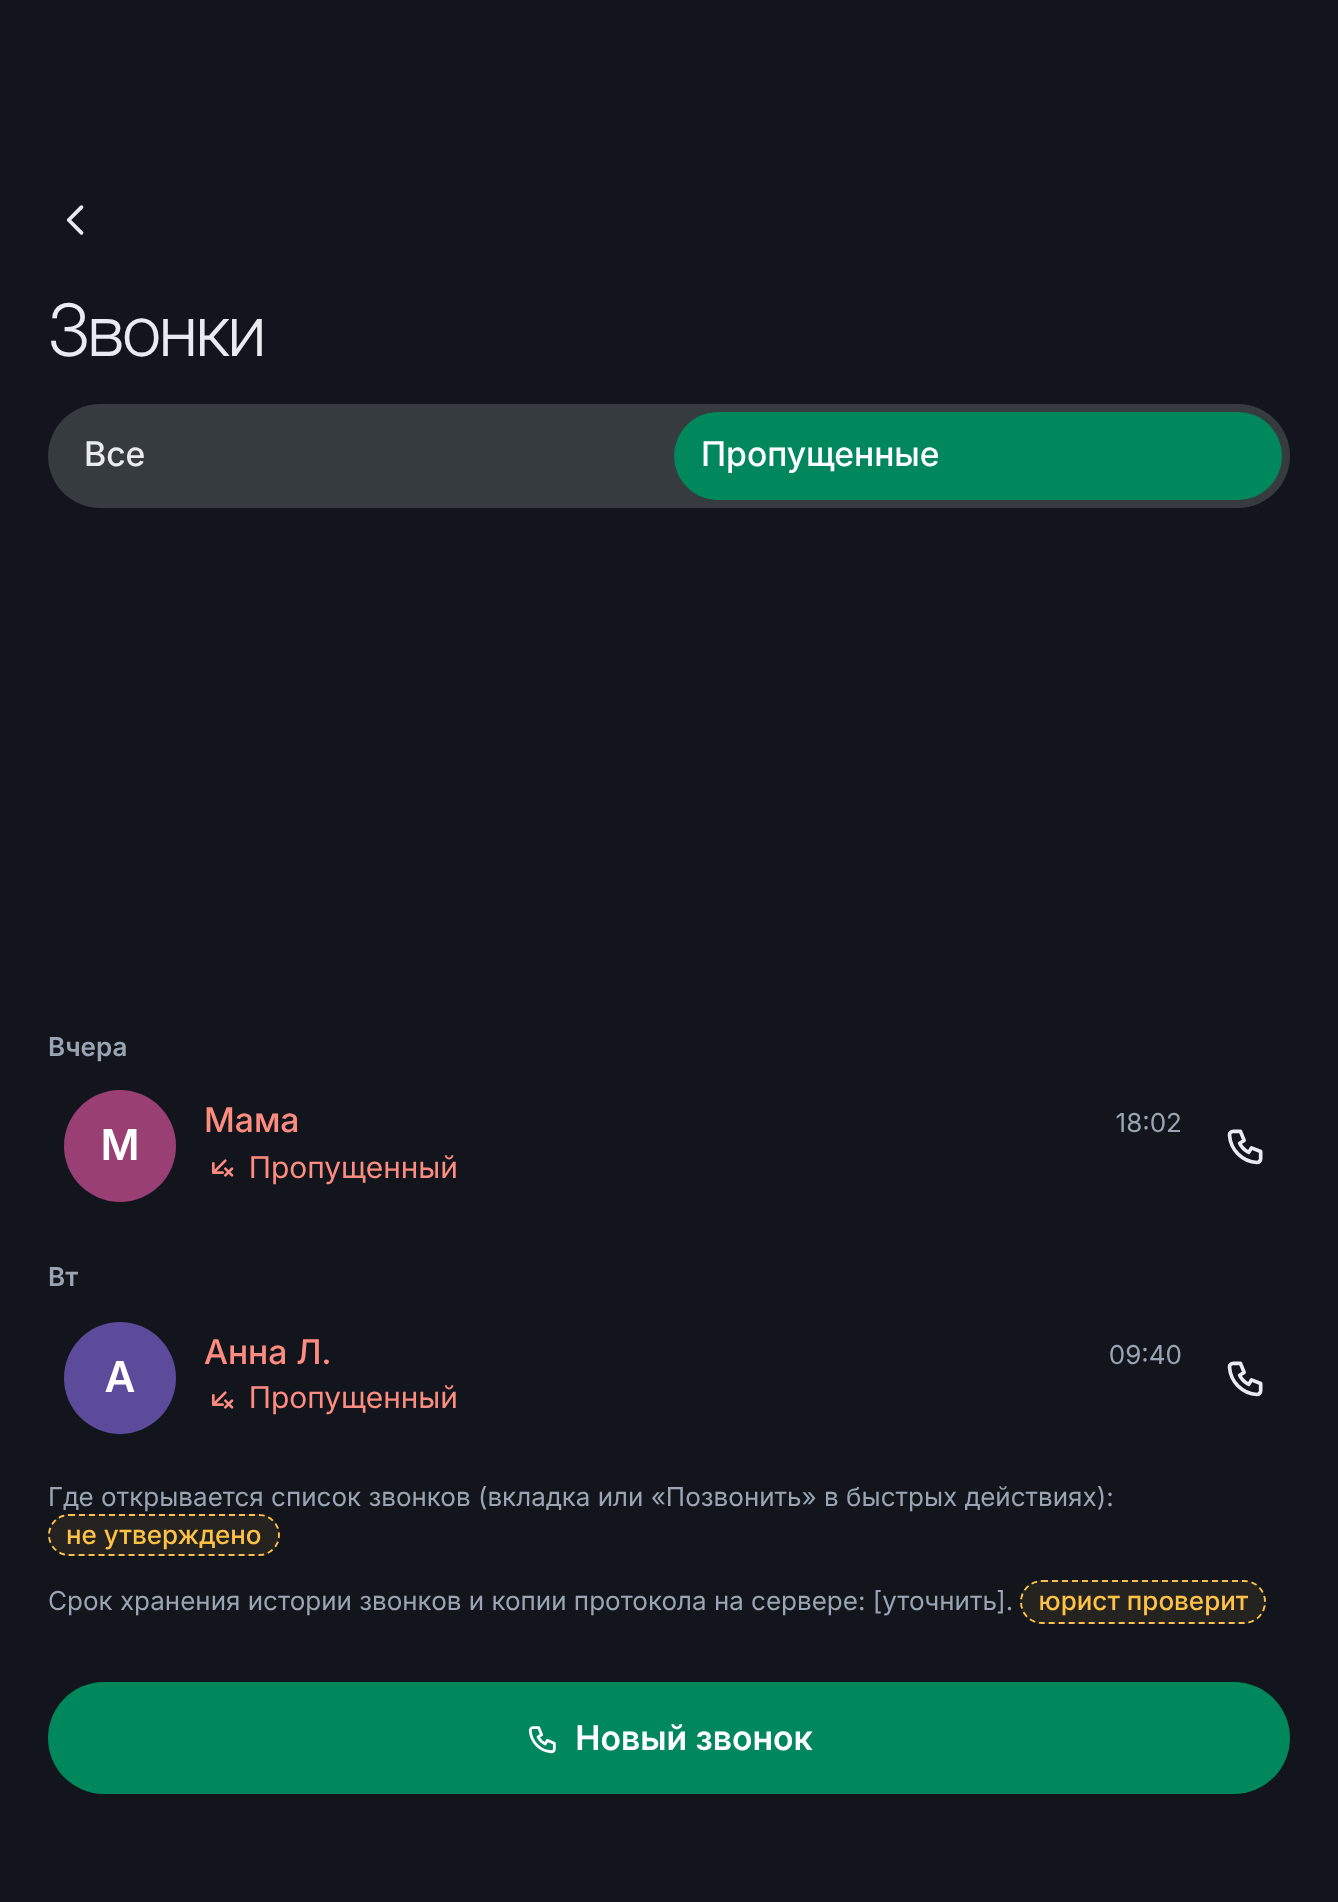 Звонки
Все
Пропущенные
Вчера
М
Мама
18:02
Пропущенный
Вт
А
Анна Л.
09:40
Пропущенный
Где открывается список звонков (вкладка или «Позвонить» в быстрых действиях):
не утверждено
Срок хранения истории звонков и копии протокола на сервере: [уточнить]. юрист проверит
Новый звонок